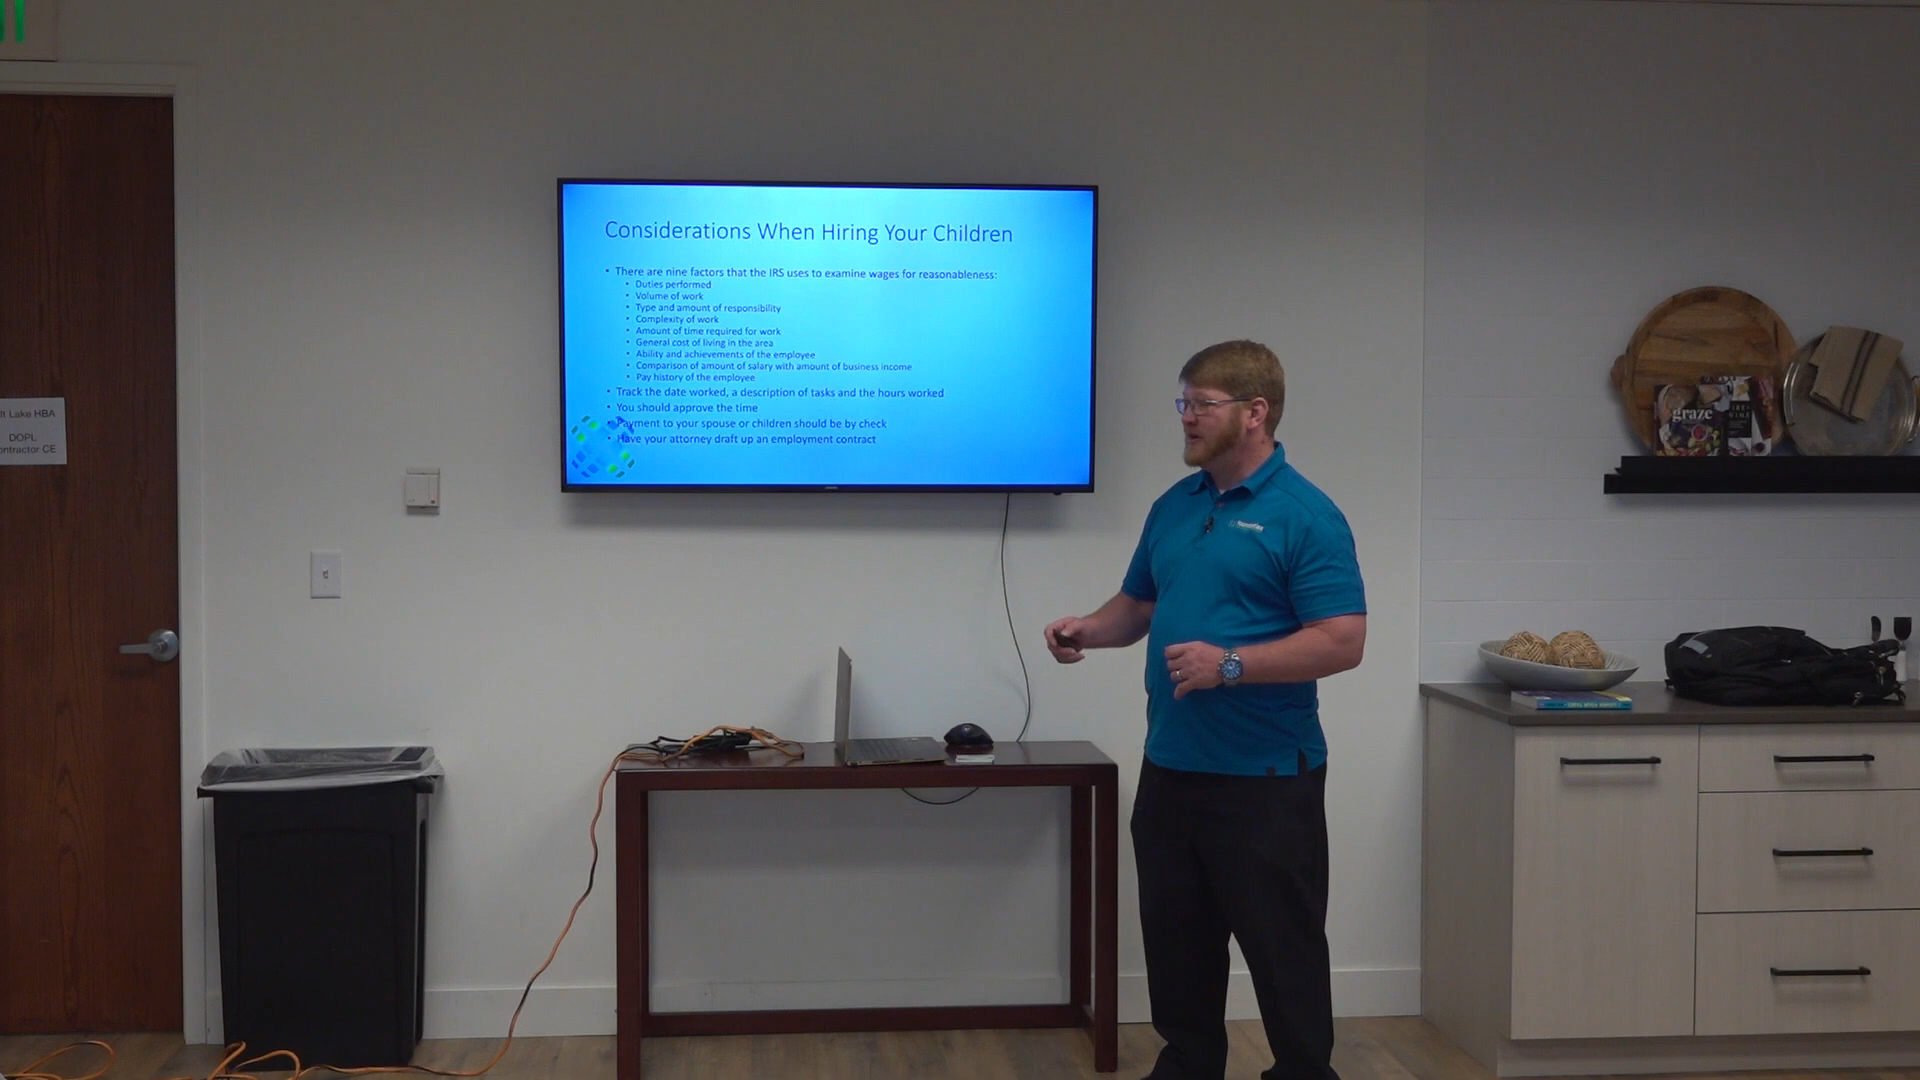 Considerations When Hiring Your Children
• There are nine factors that the IRS uses to examine wages for reasonableness:
• Duties performed
• Volume of work
• Type and amount of responsibility
• Complexity of work
• Amount of time required for work
• General cost of living in the area
• Ability and achievements of the employee
• Comparison of amount of salary with amount of business income
• Pay history of the employee
• Track the date worked, a description of tasks and the hours worked
• You should approve the time
• Payment to your spouse or children should be by check
• Have your attorney draft up an employment contract
lt Lake HBA
DOPL
ontractor CE
graze